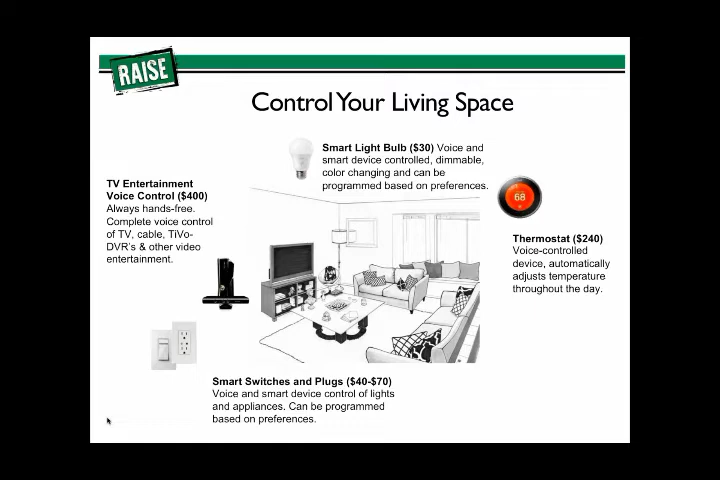 RAISE
Control Your Living Space
Smart Light Bulb ($30) Voice and
smart device controlled, dimmable,
color changing and can be
programmed based on preferences.
TV Entertainment
Voice Control ($400)
Always hands-free.
Complete voice control
of TV, cable, TiVo-
DVR's & other video
entertainment.
68
Thermostat ($240)
Voice-controlled
device, automatically
adjusts temperature
throughout the day.
Smart Switches and Plugs ($40-$70)
Voice and smart device control of lights
and appliances. Can be programmed
based on preferences.